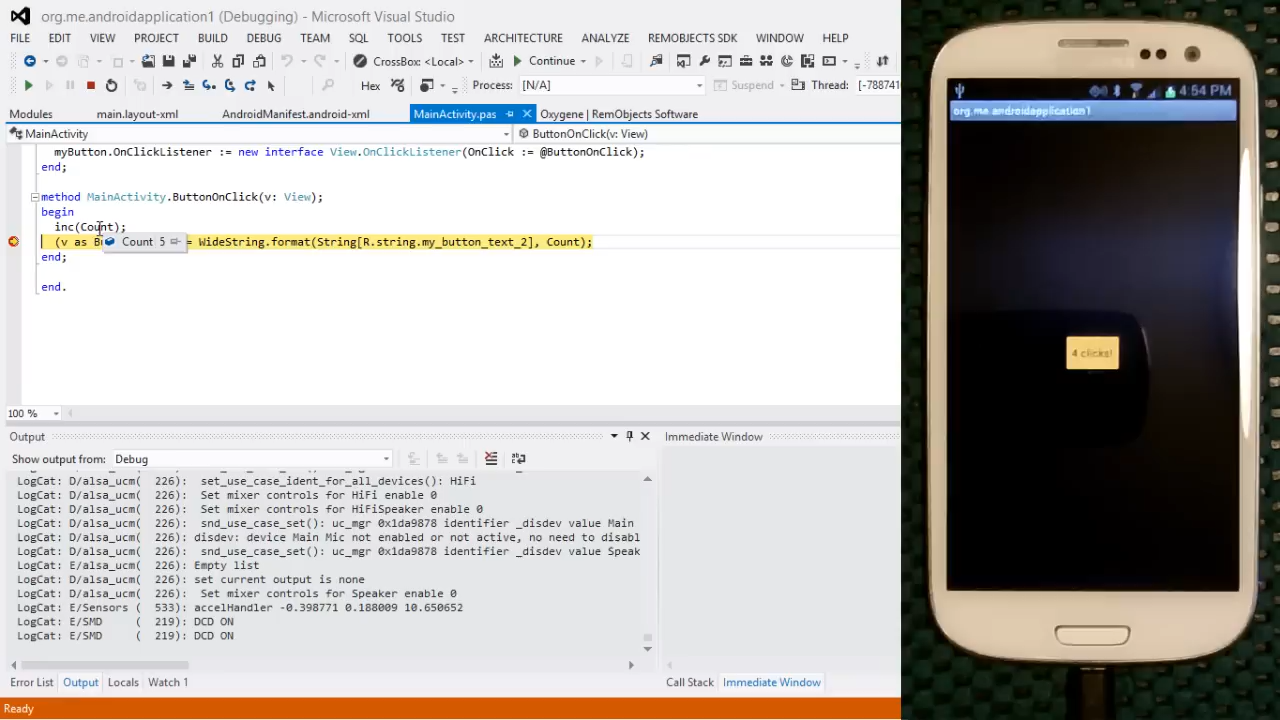 org.me.androidapplication1 (Debugging) - Microsoft Visual Studio
FILE EDIT VIEW PROJECT BUILD DEBUG TEAM SQL TOOLS TEST ARCHITECTURE ANALYZE REMOBJECTS SDK WINDOW HELP
CrossBox: <Local> Continue
Hex Process: [N/A] Suspend Thread: [-7887410
Modules main.layout-xml AndroidManifest.android-xml MainActivity.pas Oxygene | RemObjects Software
MainActivity ButtonOnClick(v: View)
myButton.OnClickListener := new interface View.OnClickListener(OnClick := @ButtonOnClick);
end;
method MainActivity.ButtonOnClick(v: View);
begin
inc(Count);
(v as B = WideString.format(String[R.string.my_button_text_2], Count);
Count 5
end;
end.
100 %
Output
Show output from: Debug
LogCat: D/alsa_ucm( 226): set_use_case_ident_for_all_devices(): HiFi
LogCat: D/alsa_ucm( 226): Set mixer controls for HiFi enable 0
LogCat: D/alsa_ucm( 226): Set mixer controls for HiFiSpeaker enable 0
LogCat: D/alsa_ucm( 226): snd_use_case_set(): uc_mgr 0x1da9878 identifier _disdev value Main
LogCat: D/alsa_ucm( 226): disdev: device Main Mic not enabled or not active, no need to disabl
LogCat: D/alsa_ucm( 226): snd_use_case_set(): uc_mgr 0x1da9878 identifier _disdev value Speak
LogCat: D/alsa_ucm( 226): Empty list
LogCat: D/alsa_ucm( 226): set current output is none
LogCat: D/alsa_ucm( 226): Set mixer controls for Speaker enable 0
LogCat: E/Sensors ( 533): accelHandler -0.398771 0.188009 10.650652
LogCat: E/SMD ( 219): DCD ON
LogCat: E/SMD ( 219): DCD ON
Error List Output Locals Watch 1
Immediate Window
Call Stack Immediate Window
Ready
4:54 PM
org.me.androidapplication1
4 clicks!